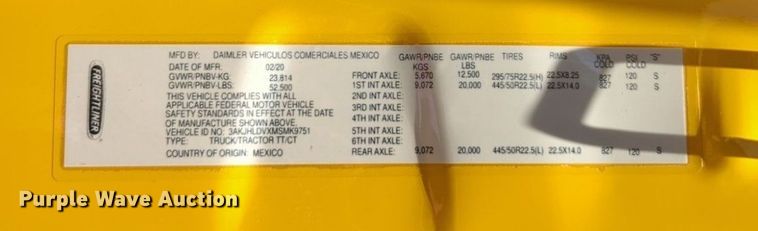 FREIGHTLINER
MFD BY: DAIMLER VEHICULOS COMERCIALES MEXICO
DATE OF MFR: 02/20
GVWR/PNBV-KG: 23,814
GVWR/PNBV-LBS: 52,500
THIS VEHICLE COMPLIES WITH ALL
APPLICABLE FEDERAL MOTOR VEHICLE
SAFETY STANDARDS IN EFFECT AT THE DATE
OF MANUFACTURE SHOWN ABOVE.
VEHICLE ID NO: 3AKJHLDVXMSMK9751
TYPE: TRUCK/TRACTOR TT/CT
COUNTRY OF ORIGIN: MEXICO
GAWR/PNBE GAWR/PNBE TIRES RIMS KPA PSI "S"
KGS LBS COLD COLD
FRONT AXLE: 5,670 12,500 295/75R22.5(H) 22.5X8.25 827 120 S
1ST INT AXLE: 9,072 20,000 445/50R22.5(L) 22.5X14.0 827 120 S
2ND INT AXLE:
3RD INT AXLE:
4TH INT AXLE:
5TH INT AXLE:
6TH INT AXLE:
REAR AXLE: 9,072 20,000 445/50R22.5(L) 22.5X14.0 827 120 S
Purple Wave Auction